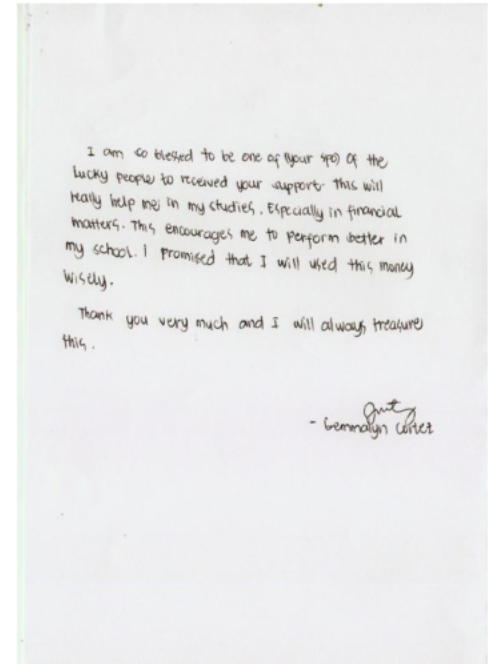 I am so blessed to be one of (your spo) of the
lucky people to received your support. This will
really help me in my studies. Especially in financial
matters. This encourages me to perform better in
my school. I promised that I will used this money
wisely.
Thank you very much and I will always treasure
this.
- Gemmalyn Cortez